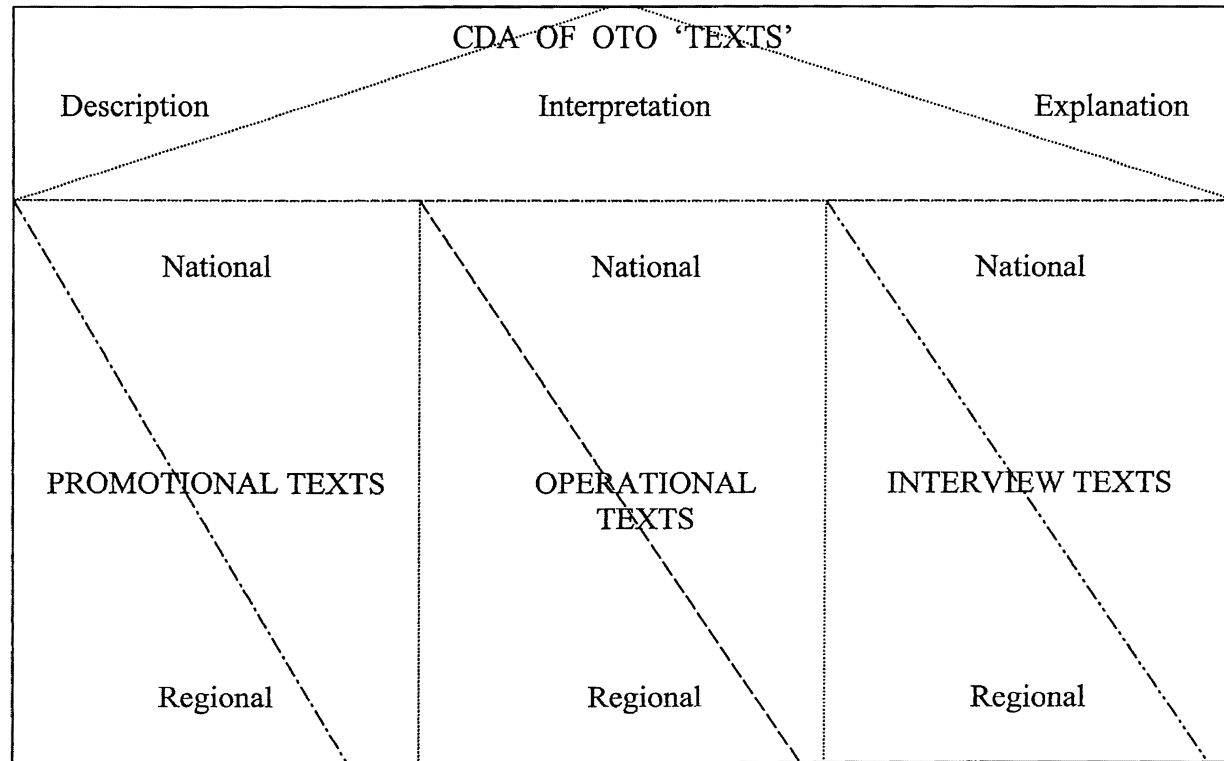 CDA OF OTO ‘TEXTS’
Description Interpretation Explanation
National National National
PROMOTIONAL TEXTS OPERATIONAL INTERVIEW TEXTS
TEXTS
Regional Regional Regional